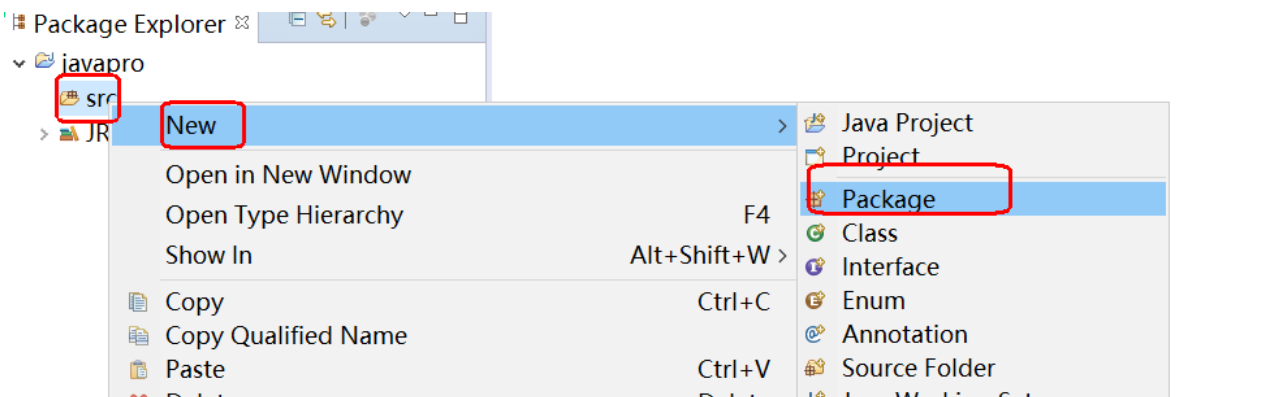 Package Explorer
javapro
src
JR
New
Open in New Window
Open Type Hierarchy F4
Show In Alt+Shift+W >
Copy Ctrl+C
Copy Qualified Name
Paste Ctrl+V
Java Project
Project
Package
Class
Interface
Enum
Annotation
Source Folder